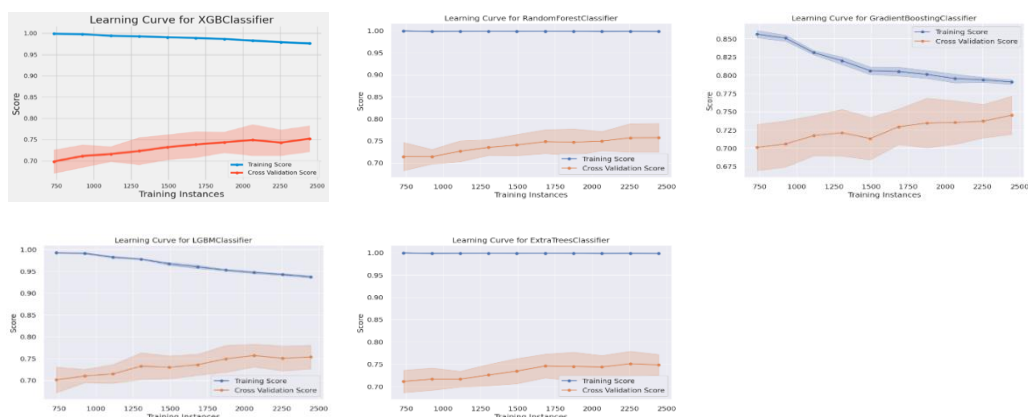 Learning Curve for XGBClassifier
1.00
0.95
0.90
0.85
0.80
0.75
0.70
Score
Training Score
Cross Validation Score
750 1000 1250 1500 1750 2000 2250 2500
Training Instances
Learning Curve for RandomForestClassifier
1.00
0.95
0.90
0.85
0.80
0.75
0.70
Score
Training Score
Cross Validation Score
750 1000 1250 1500 1750 2000 2250 2500
Training Instances
Learning Curve for GradientBoostingClassifier
0.850
0.825
0.800
0.775
0.750
0.725
0.700
0.675
Score
Training Score
Cross Validation Score
750 1000 1250 1500 1750 2000 2250 2500
Training Instances
Learning Curve for LGBMClassifier
1.00
0.95
0.90
0.85
0.80
0.75
0.70
Score
Training Score
Cross Validation Score
750 1000 1250 1500 1750 2000 2250 2500
Training Instances
Learning Curve for ExtraTreesClassifier
1.00
0.95
0.90
0.85
0.80
0.75
0.70
Score
Training Score
Cross Validation Score
750 1000 1250 1500 1750 2000 2250 2500
Training Instances